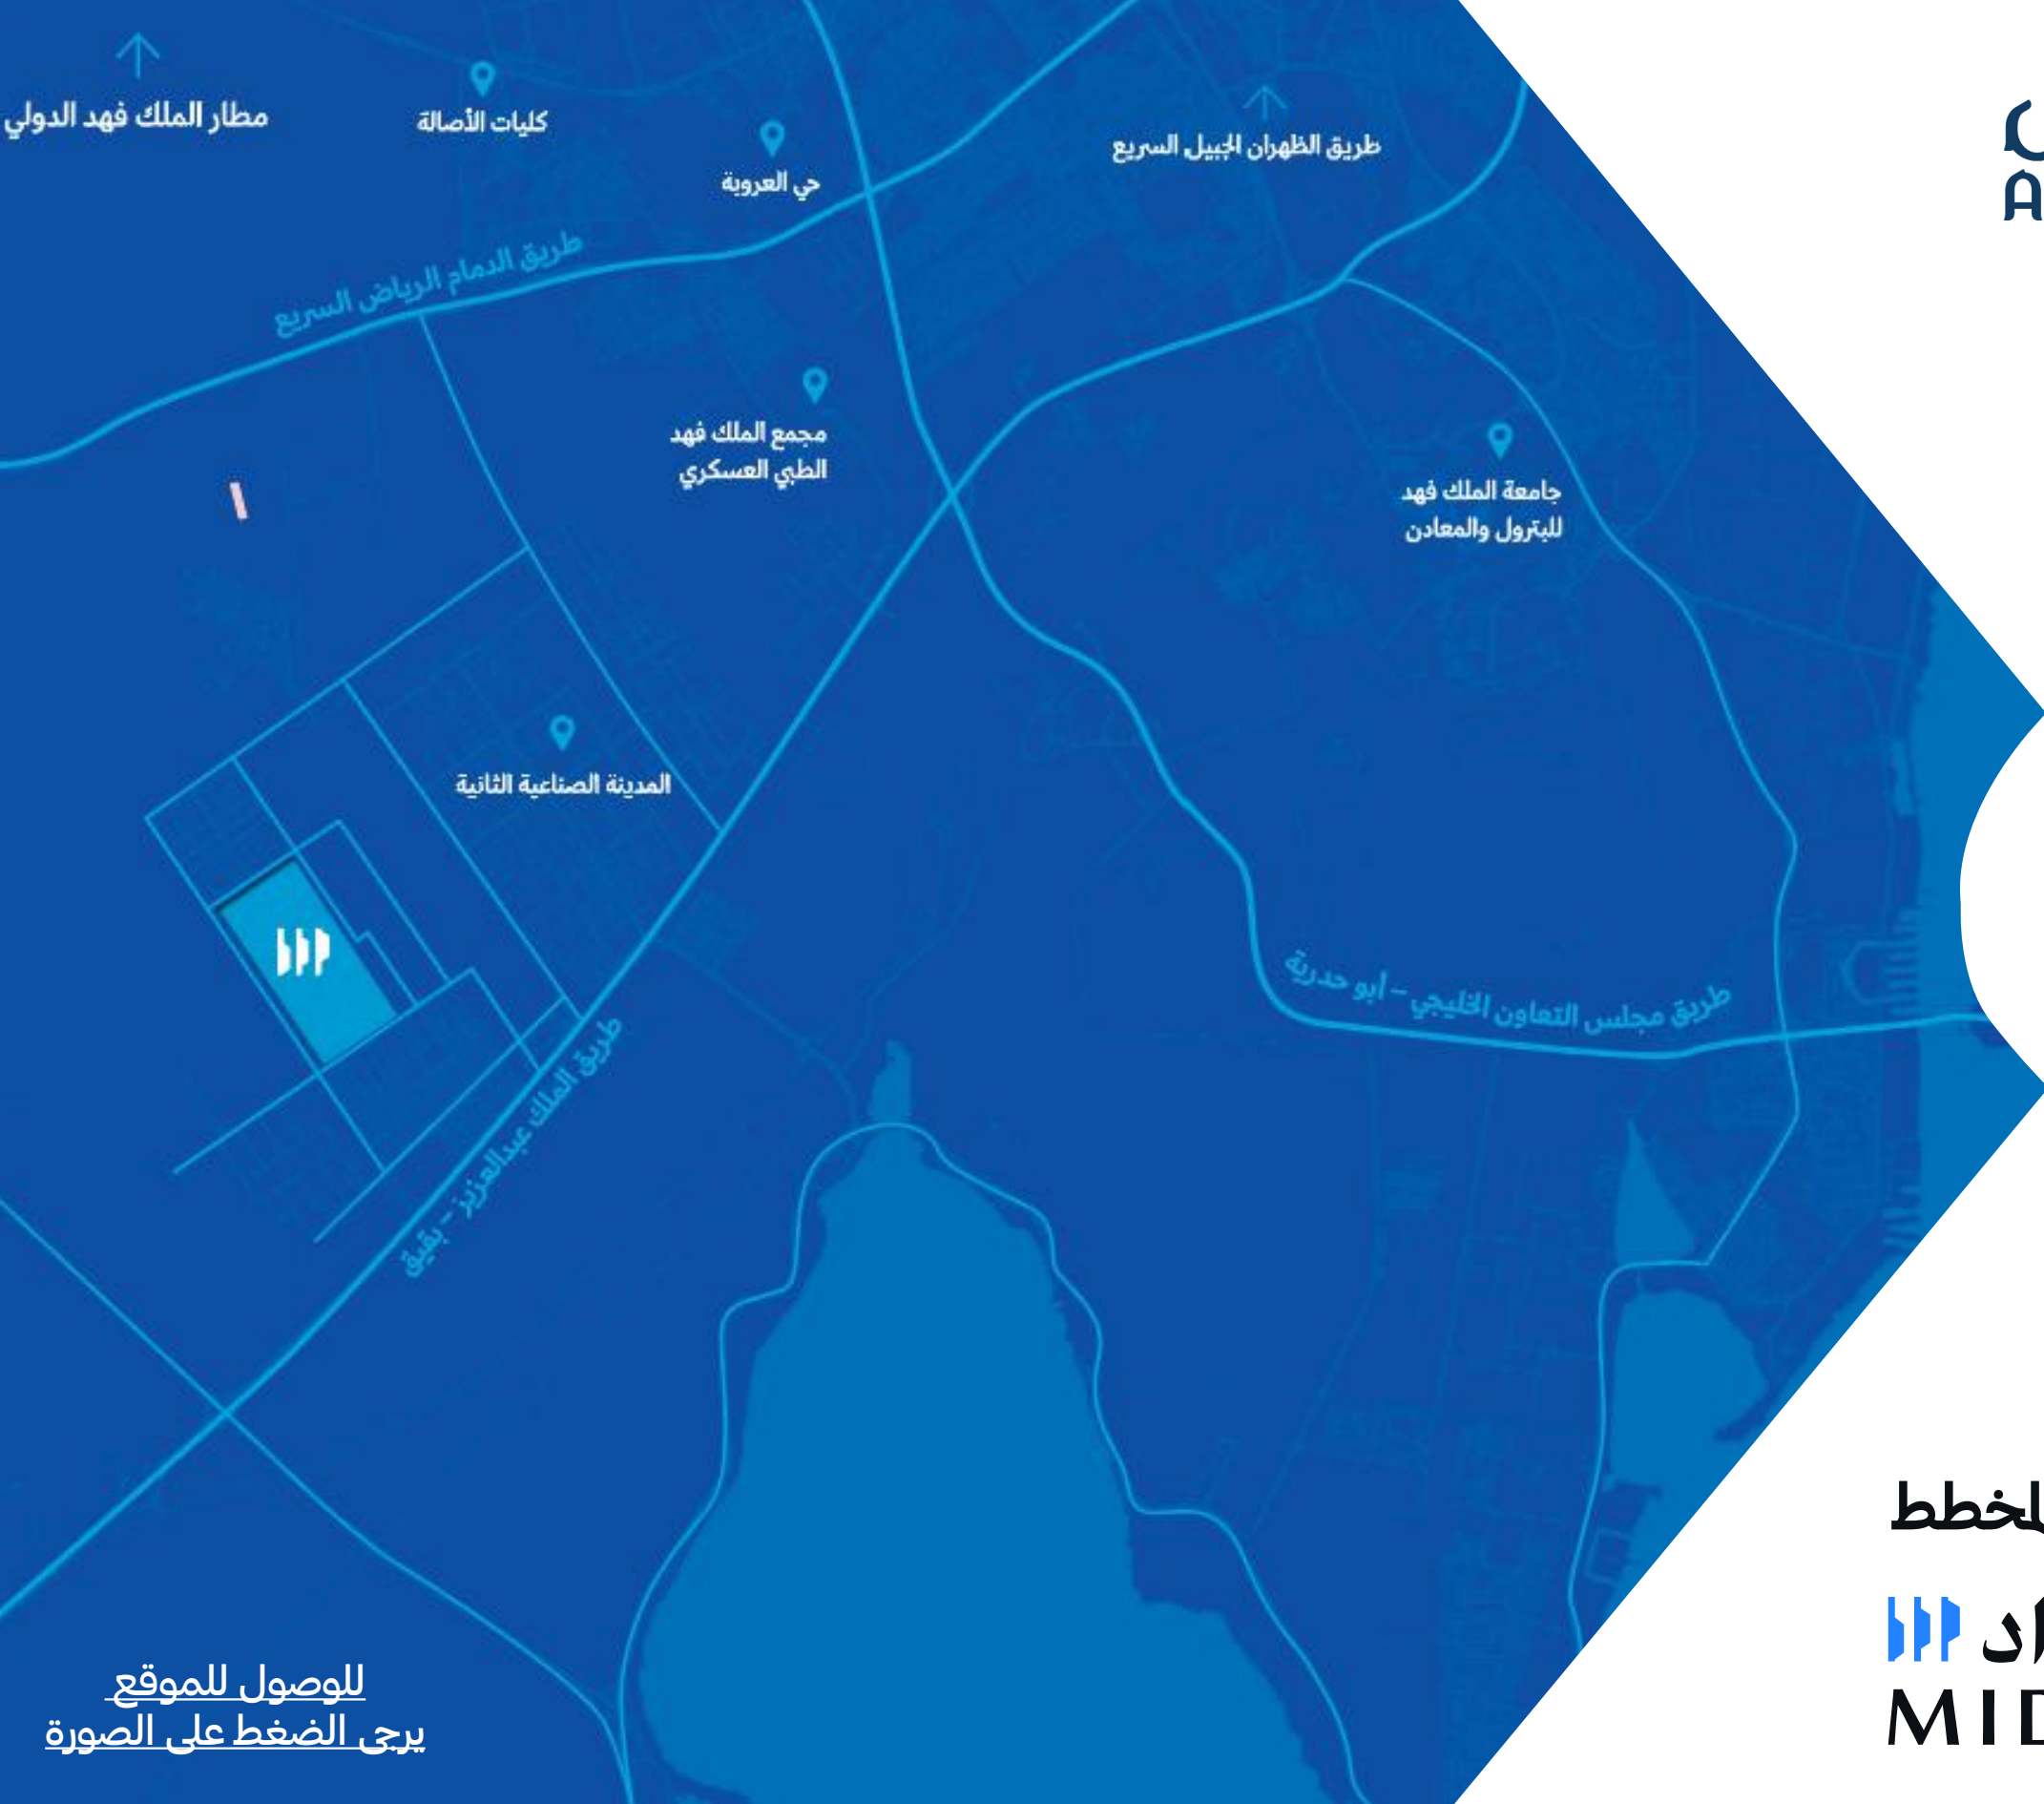 مطار الملك فهد الدولي
كليات الأصالة
حي العروبة
طريق الظهران الجبيل السريع
طريق الدمام الرياض السريع
مجمع الملك فهد
الطبي العسكري
جامعة الملك فهد
للبترول والمعادن
المدينة الصناعية الثانية
طريق مجلس التعاون الخليجي – أبو حدرية
طريق الملك عبدالعزيز – بقيق
للوصول للموقع
يرجى الضغط على الصورة